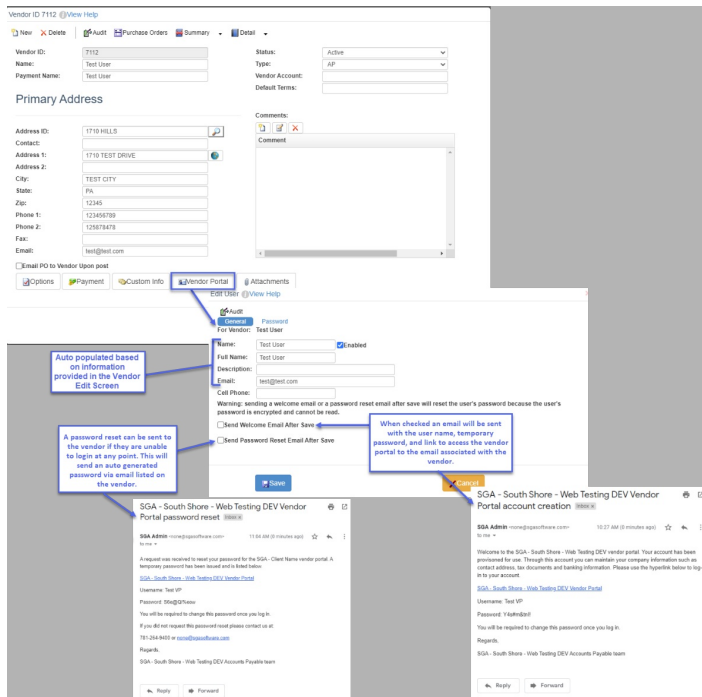 Vendor ID 7112 View Help
New Delete Audit Purchase Orders Summary Detail
Vendor ID: 7112
Name: Test User
Payment Name: Test User
Status: Active
Type: AP
Vendor Account:
Default Terms:
Primary Address
Address ID: 1710 HILLS
Contact:
Address 1: 1710 TEST DRIVE
Address 2:
City: TEST CITY
State: PA
Zip: 12345
Phone 1: 123456789
Phone 2: 125678478
Fax:
Email: test@test.com
Comments:
Comment
Email PO to Vendor Upon post
Options Payment Custom Info Vendor Portal Attachments
Edit User View Help
Audit
General Password
For Vendor: Test User
Name: Test User Enabled
Full Name: Test User
Description:
Email: test@test.com
Cell Phone:
Warning: sending a welcome email or a password reset email after save will reset the user's password because the user's
password is encrypted and cannot be read.
Send Welcome Email After Save
Send Password Reset Email After Save
Save Cancel
Auto populated based
on information
provided in the Vendor
Edit Screen
A password reset can be sent to
the vendor if they are unable
to login at any point. This will
send an auto generated
password via email listed on
the vendor.
When checked an email will be sent
with the user name, temporary
password, and link to access the vendor
portal to the email associated with the
vendor.
SGA - South Shore - Web Testing DEV Vendor
Portal password reset Inbox x
SGA Admin <none@sgasoftware.com> 11:04 AM (0 minutes ago)
to me
A request was received to reset your password for the SGA - Client Name vendor portal. A
temporary password has been issued and is listed below.
SGA - South Shore - Web Testing DEV Vendor Portal
Username: Test VP
Password:
You will be required to change this password once you log in.
If you did not request this password reset please contact us at
781-264-9455 or none@sgasoftware.com
Regards,
SGA - South Shore - Web Testing DEV Accounts Payable team
Reply Forward
SGA - South Shore - Web Testing DEV Vendor
Portal account creation Inbox x
SGA Admin <none@sgasoftware.com> 10:27 AM (0 minutes ago)
to me
Welcome to the SGA - South Shore - Web Testing DEV vendor portal. Your account has been
provisioned for use. Through this account you can maintain your company information such as
contact address, tax documents and banking information. Please use the hyperlink below to log-
in to your account.
SGA - South Shore - Web Testing DEV Vendor Portal
Username: Test VP
Password:
You will be required to change this password once you log in.
Regards,
SGA - South Shore - Web Testing DEV Accounts Payable team
Reply Forward